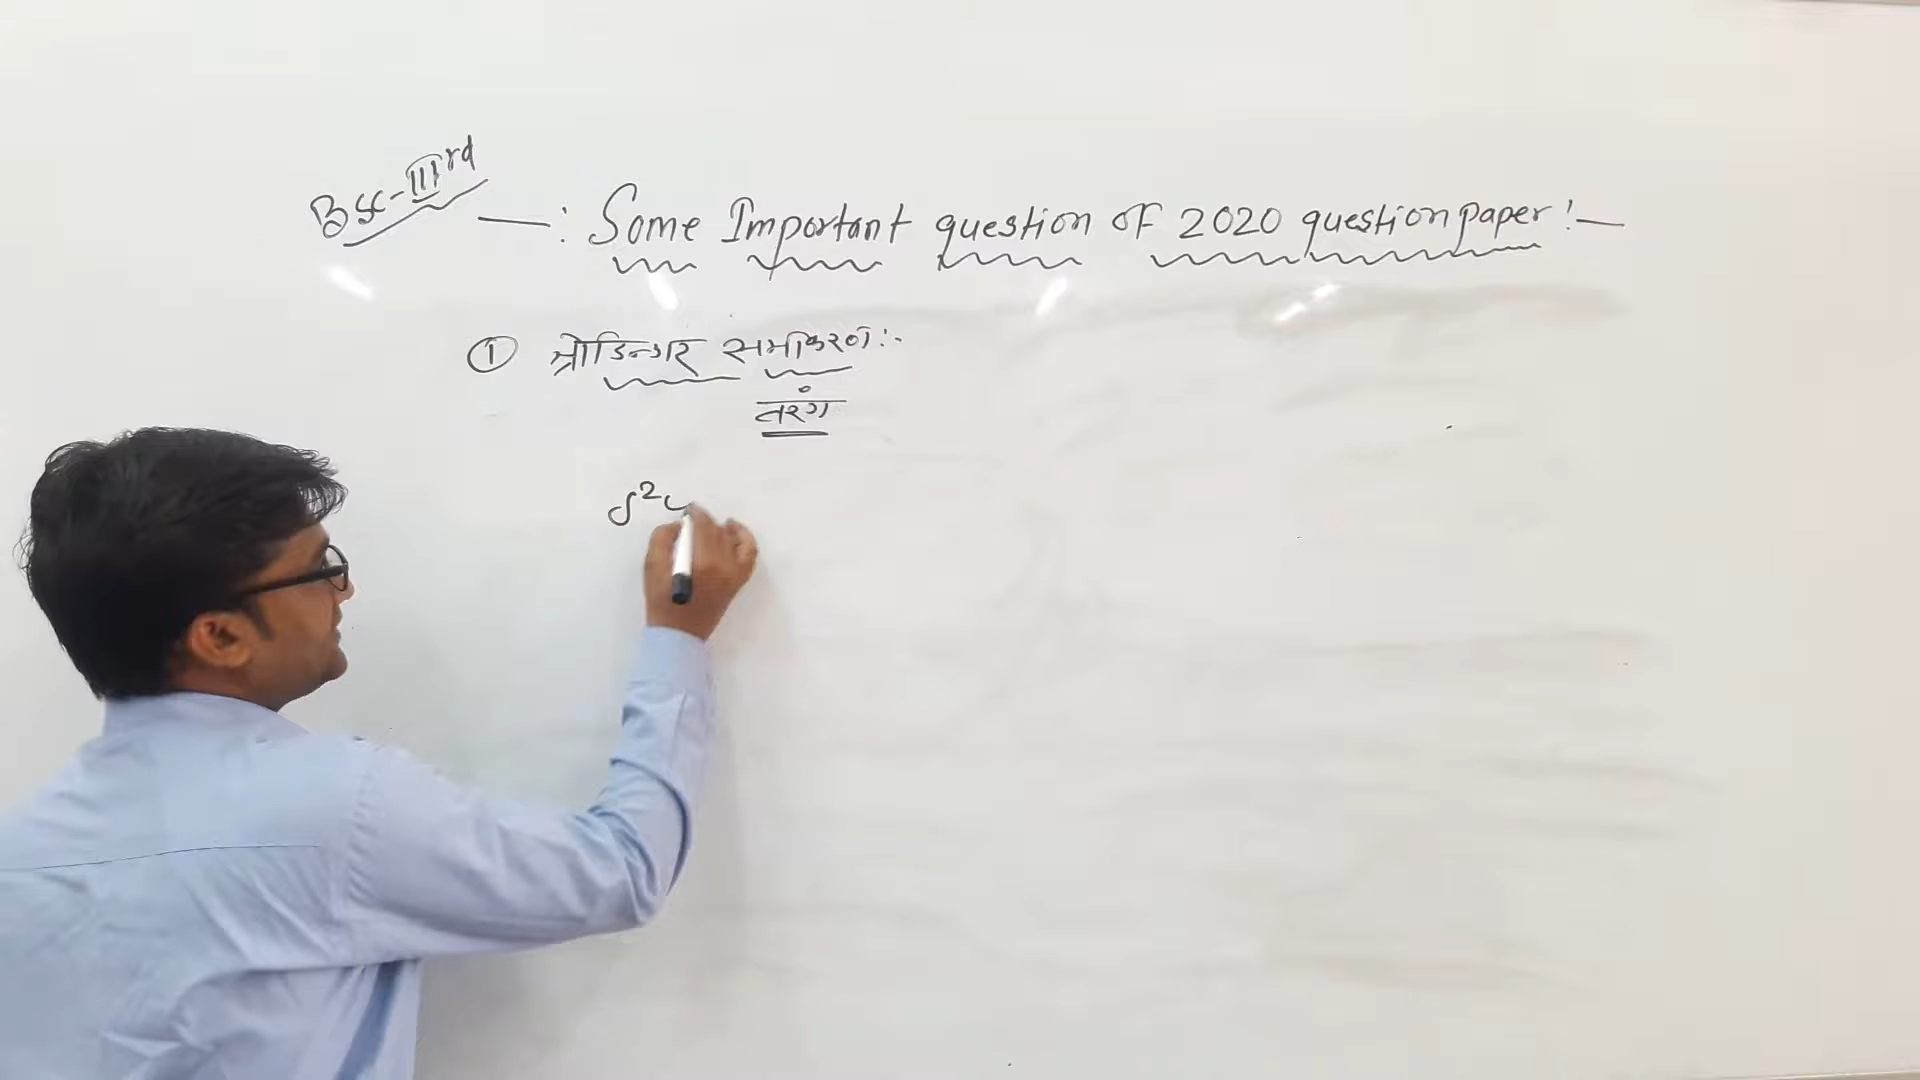 BSC-IIIrd
—: Some Important question of 2020 question paper!—
① श्रोडिन्गर समीकरण:-
तरंग
δ²